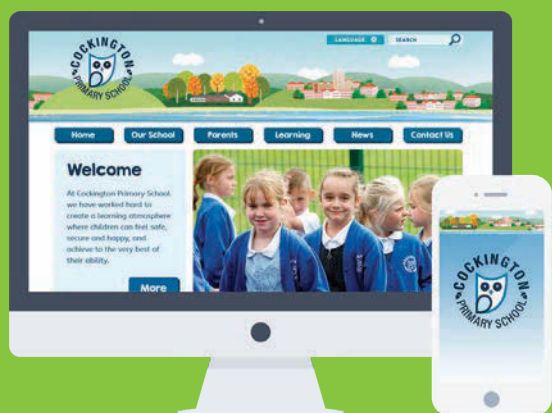 COCKINGTON
PRIMARY SCHOOL
LANGUAGE
SEARCH
Home
Our School
Parents
Learning
News
Contact Us
Welcome
At Cockington Primary School
we have worked hard to
create a learning atmosphere
where children can feel safe,
secure and happy, and
achieve to the very best of
their ability.
More
COCKINGTON
PRIMARY SCHOOL